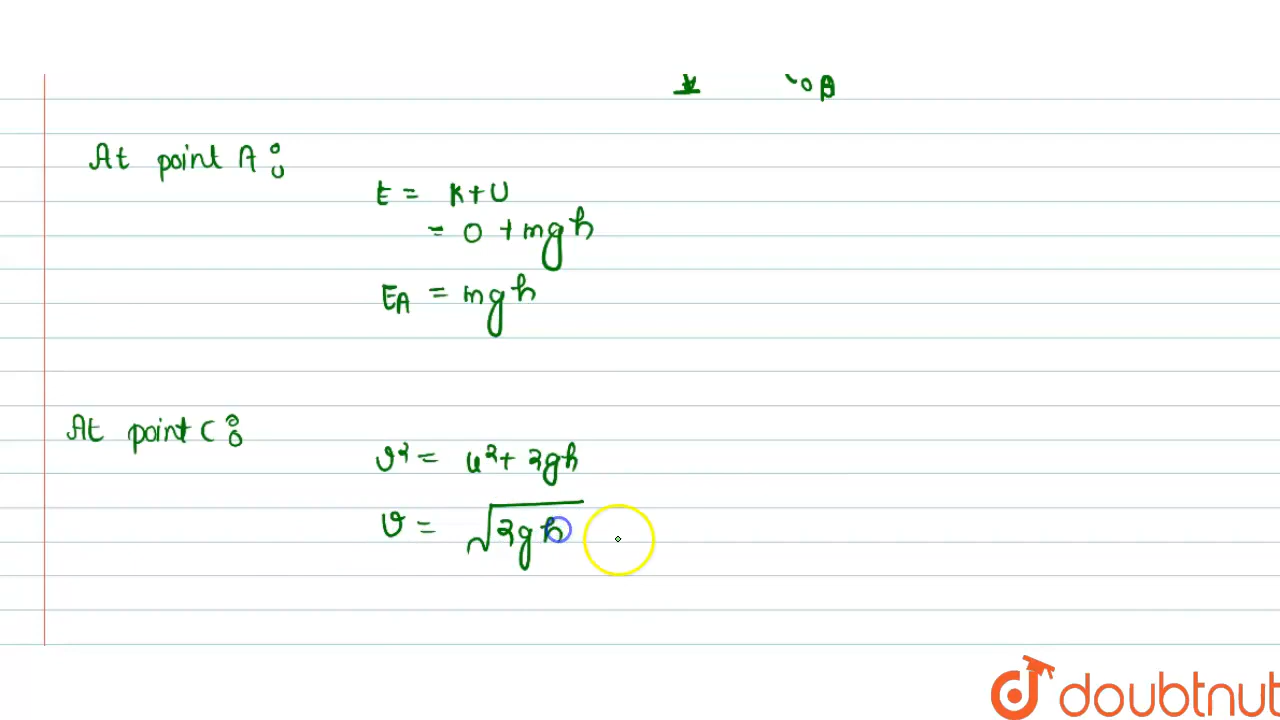 At point A :
E = K+U
= 0 + mgh
E_A = mgh
At point C :
v² = u² + 2gh
v = √2gh
doubtnut